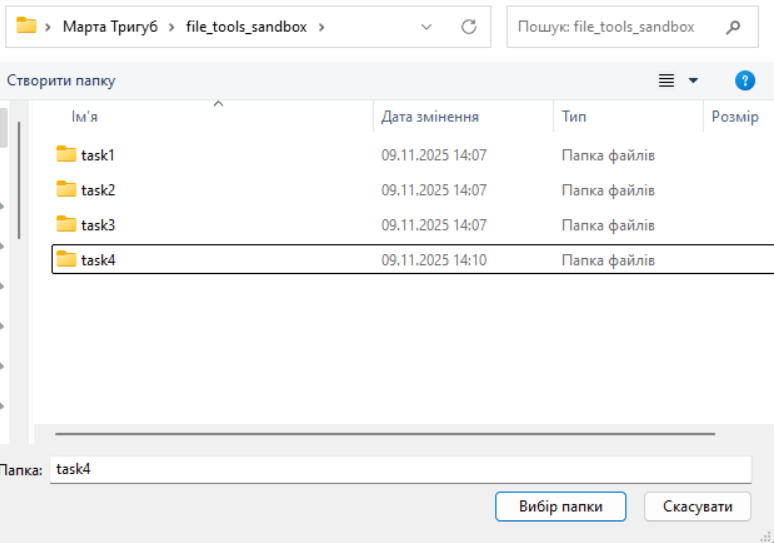 Марта Тригуб > file_tools_sandbox >
Пошук: file_tools_sandbox
Створити папку
?
Ім'я Дата змінення Тип Розмір
task1 09.11.2025 14:07 Папка файлів
task2 09.11.2025 14:07 Папка файлів
task3 09.11.2025 14:07 Папка файлів
task4 09.11.2025 14:10 Папка файлів
Папка: task4
Вибір папки Скасувати